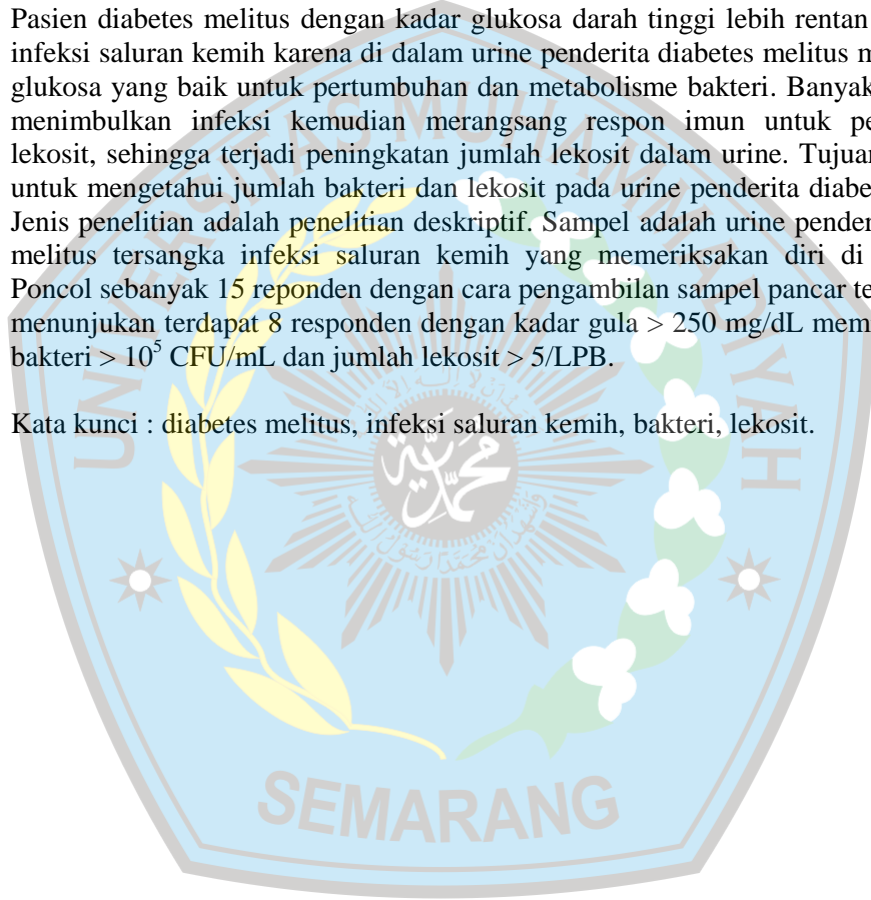 Pasien diabetes melitus dengan kadar glukosa darah tinggi lebih rentan
infeksi saluran kemih karena di dalam urine penderita diabetes melitus m
glukosa yang baik untuk pertumbuhan dan metabolisme bakteri. Banyak
menimbulkan infeksi kemudian merangsang respon imun untuk pe
lekosit, sehingga terjadi peningkatan jumlah lekosit dalam urine. Tujuan
untuk mengetahui jumlah bakteri dan lekosit pada urine penderita diabe
Jenis penelitian adalah penelitian deskriptif. Sampel adalah urine pender
melitus tersangka infeksi saluran kemih yang memeriksakan diri di
Poncol sebanyak 15 reponden dengan cara pengambilan sampel pancar te
menunjukan terdapat 8 responden dengan kadar gula > 250 mg/dL mem
bakteri > 10⁵ CFU/mL dan jumlah lekosit > 5/LPB.
Kata kunci : diabetes melitus, infeksi saluran kemih, bakteri, lekosit.
UNIVERSITAS MUHAMMADIYAH
محمدية
SEMARANG